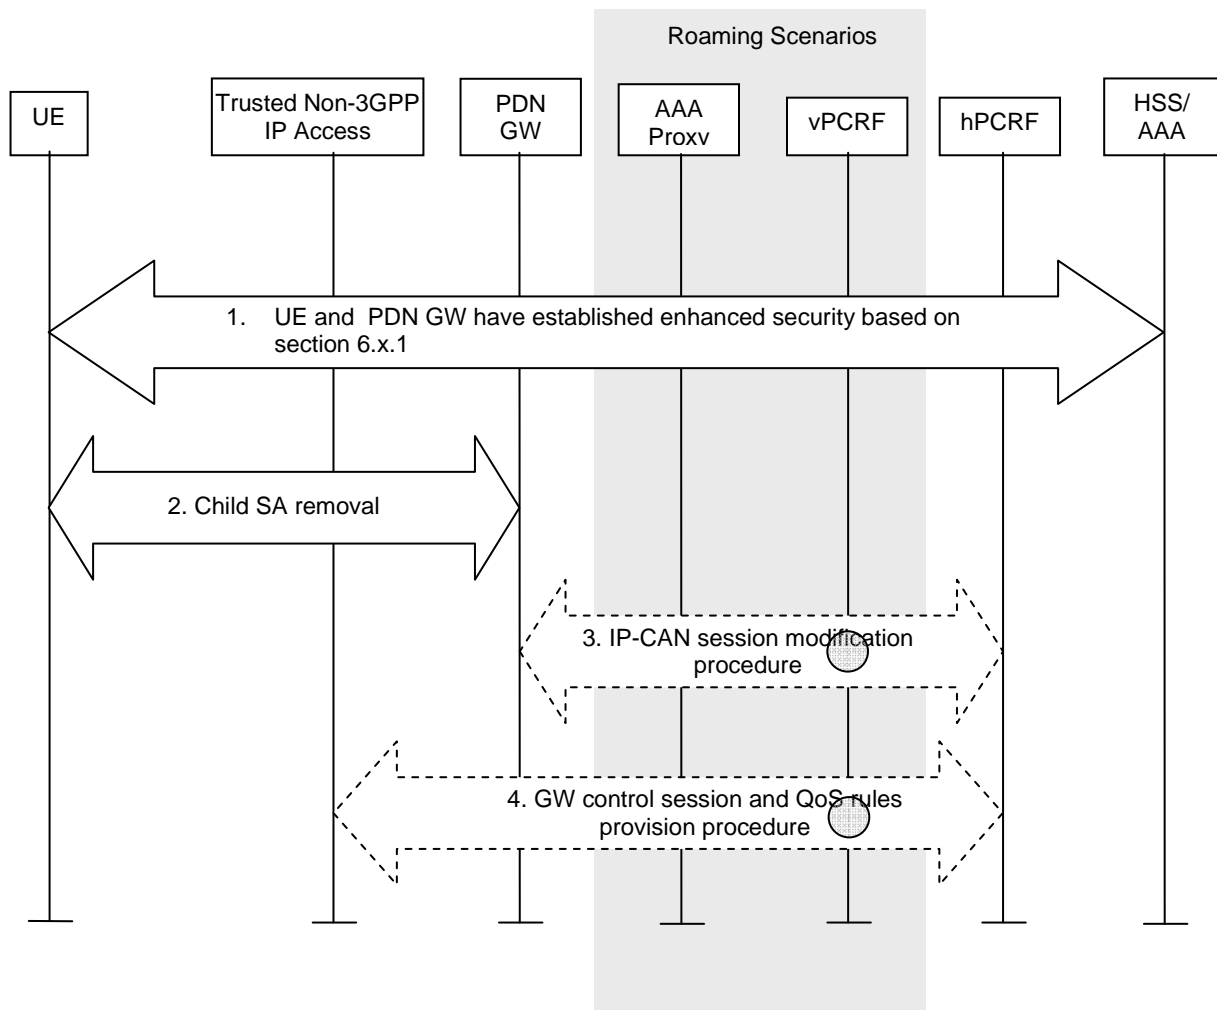 Roaming Scenarios
UE
Trusted Non-3GPP
IP Access
PDN
GW
AAA
Proxy
vPCRF
hPCRF
HSS/
AAA
1. UE and PDN GW have established enhanced security based on
section 6.x.1
2. Child SA removal
3. IP-CAN session modification
procedure
4. GW control session and QoS rules
provision procedure